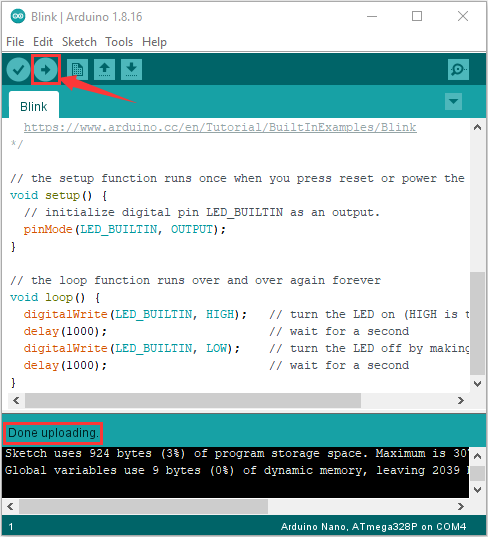 Blink | Arduino 1.8.16
File Edit Sketch Tools Help
Blink
https://www.arduino.cc/en/Tutorial/BuiltInExamples/Blink
*/
// the setup function runs once when you press reset or power the
void setup() {
// initialize digital pin LED_BUILTIN as an output.
pinMode(LED_BUILTIN, OUTPUT);
}
// the loop function runs over and over again forever
void loop() {
digitalWrite(LED_BUILTIN, HIGH); // turn the LED on (HIGH is t
delay(1000); // wait for a second
digitalWrite(LED_BUILTIN, LOW); // turn the LED off by making
delay(1000); // wait for a second
}
Done uploading.
Sketch uses 924 bytes (3%) of program storage space. Maximum is 307
Global variables use 9 bytes (0%) of dynamic memory, leaving 2039
1 Arduino Nano, ATmega328P on COM4